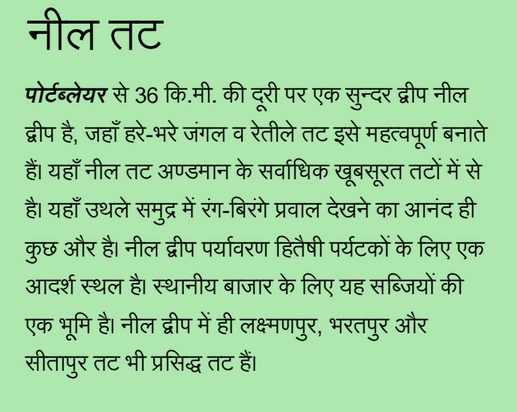 नील तट
पोर्टब्लेयर से 36 कि.मी. की दूरी पर एक सुन्दर द्वीप नील
द्वीप है, जहाँ हरे-भरे जंगल व रेतीले तट इसे महत्वपूर्ण बनाते
हैं। यहाँ नील तट अण्डमान के सर्वाधिक खूबसूरत तटों में से
है। यहाँ उथले समुद्र में रंग-बिरंगे प्रवाल देखने का आनंद ही
कुछ और है। नील द्वीप पर्यावरण हितैषी पर्यटकों के लिए एक
आदर्श स्थल है। स्थानीय बाजार के लिए यह सब्जियों की
एक भूमि है। नील द्वीप में ही लक्ष्मणपुर, भरतपुर और
सीतापुर तट भी प्रसिद्ध तट हैं।